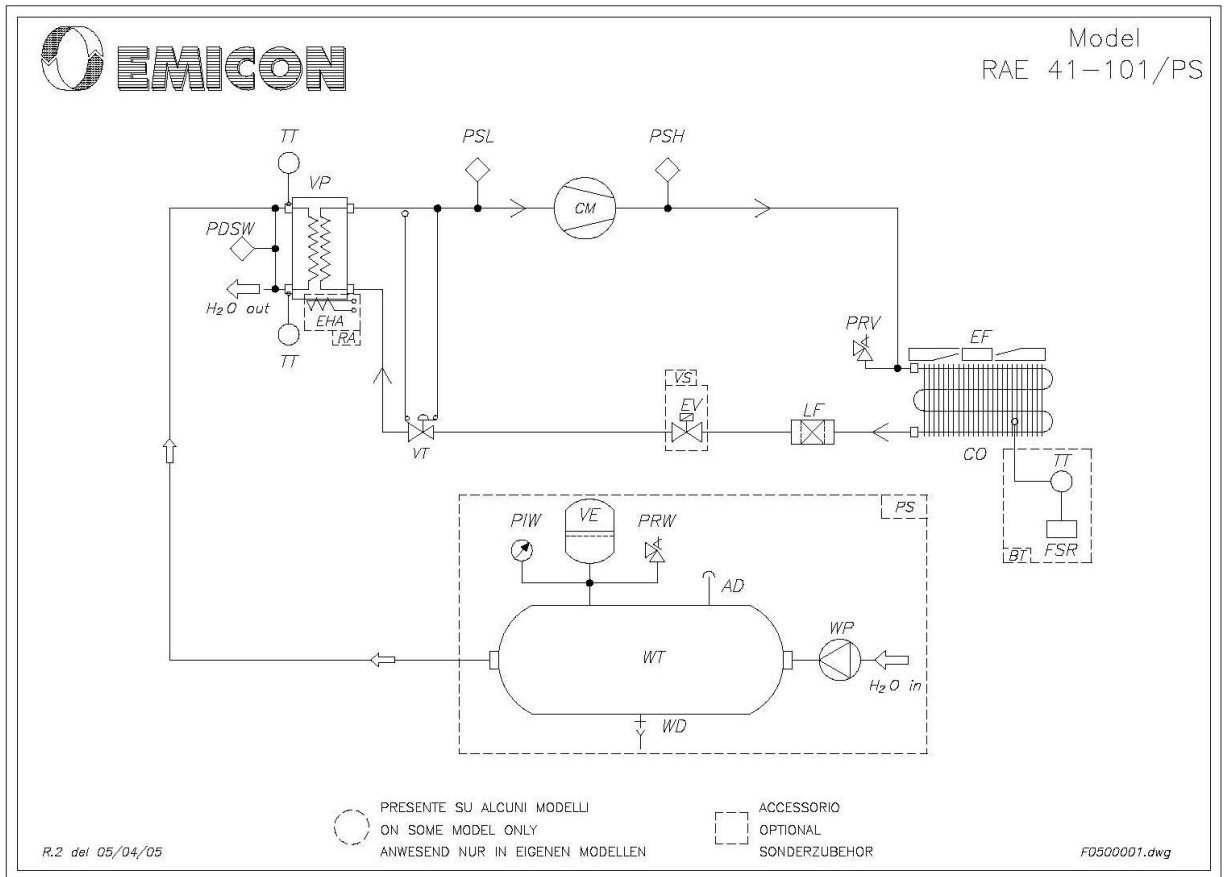 EMICON
Model
RAE 41-101/PS
TT
PSL
PSH
VP
CM
PDSW
H2O out
EHA
RA
TT
PRV
EF
VS
EV
LF
VT
CO
TT
BT
FSR
PS
PIW
VE
PRW
AD
WP
WT
H2O in
WD
PRESENTE SU ALCUNI MODELLI
ON SOME MODEL ONLY
ANWESEND NUR IN EIGENEN MODELLEN
ACCESSORIO
OPTIONAL
SONDERZUBEHOR
R.2 del 05/04/05
F0500001.dwg